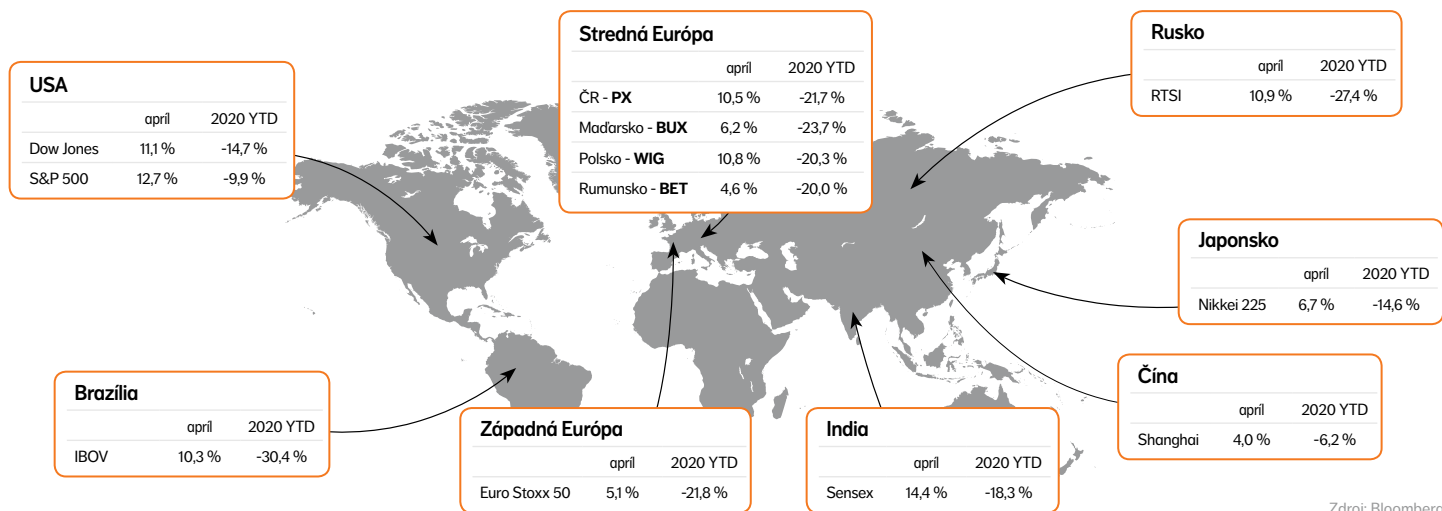 Stredná Európa
apríl 2020 YTD
ČR - PX 10,5 % -21,7 %
Maďarsko - BUX 6,2 % -23,7 %
Polsko - WIG 10,8 % -20,3 %
Rumunsko - BET 4,6 % -20,0 %
Rusko
apríl 2020 YTD
RTSI 10,9 % -27,4 %
USA
apríl 2020 YTD
Dow Jones 11,1 % -14,7 %
S&P 500 12,7 % -9,9 %
Japonsko
apríl 2020 YTD
Nikkei 225 6,7 % -14,6 %
Brazília
apríl 2020 YTD
IBOV 10,3 % -30,4 %
Západná Európa
apríl 2020 YTD
Euro Stoxx 50 5,1 % -21,8 %
India
apríl 2020 YTD
Sensex 14,4 % -18,3 %
Čína
apríl 2020 YTD
Shanghai 4,0 % -6,2 %
Zdroj: Bloomberg